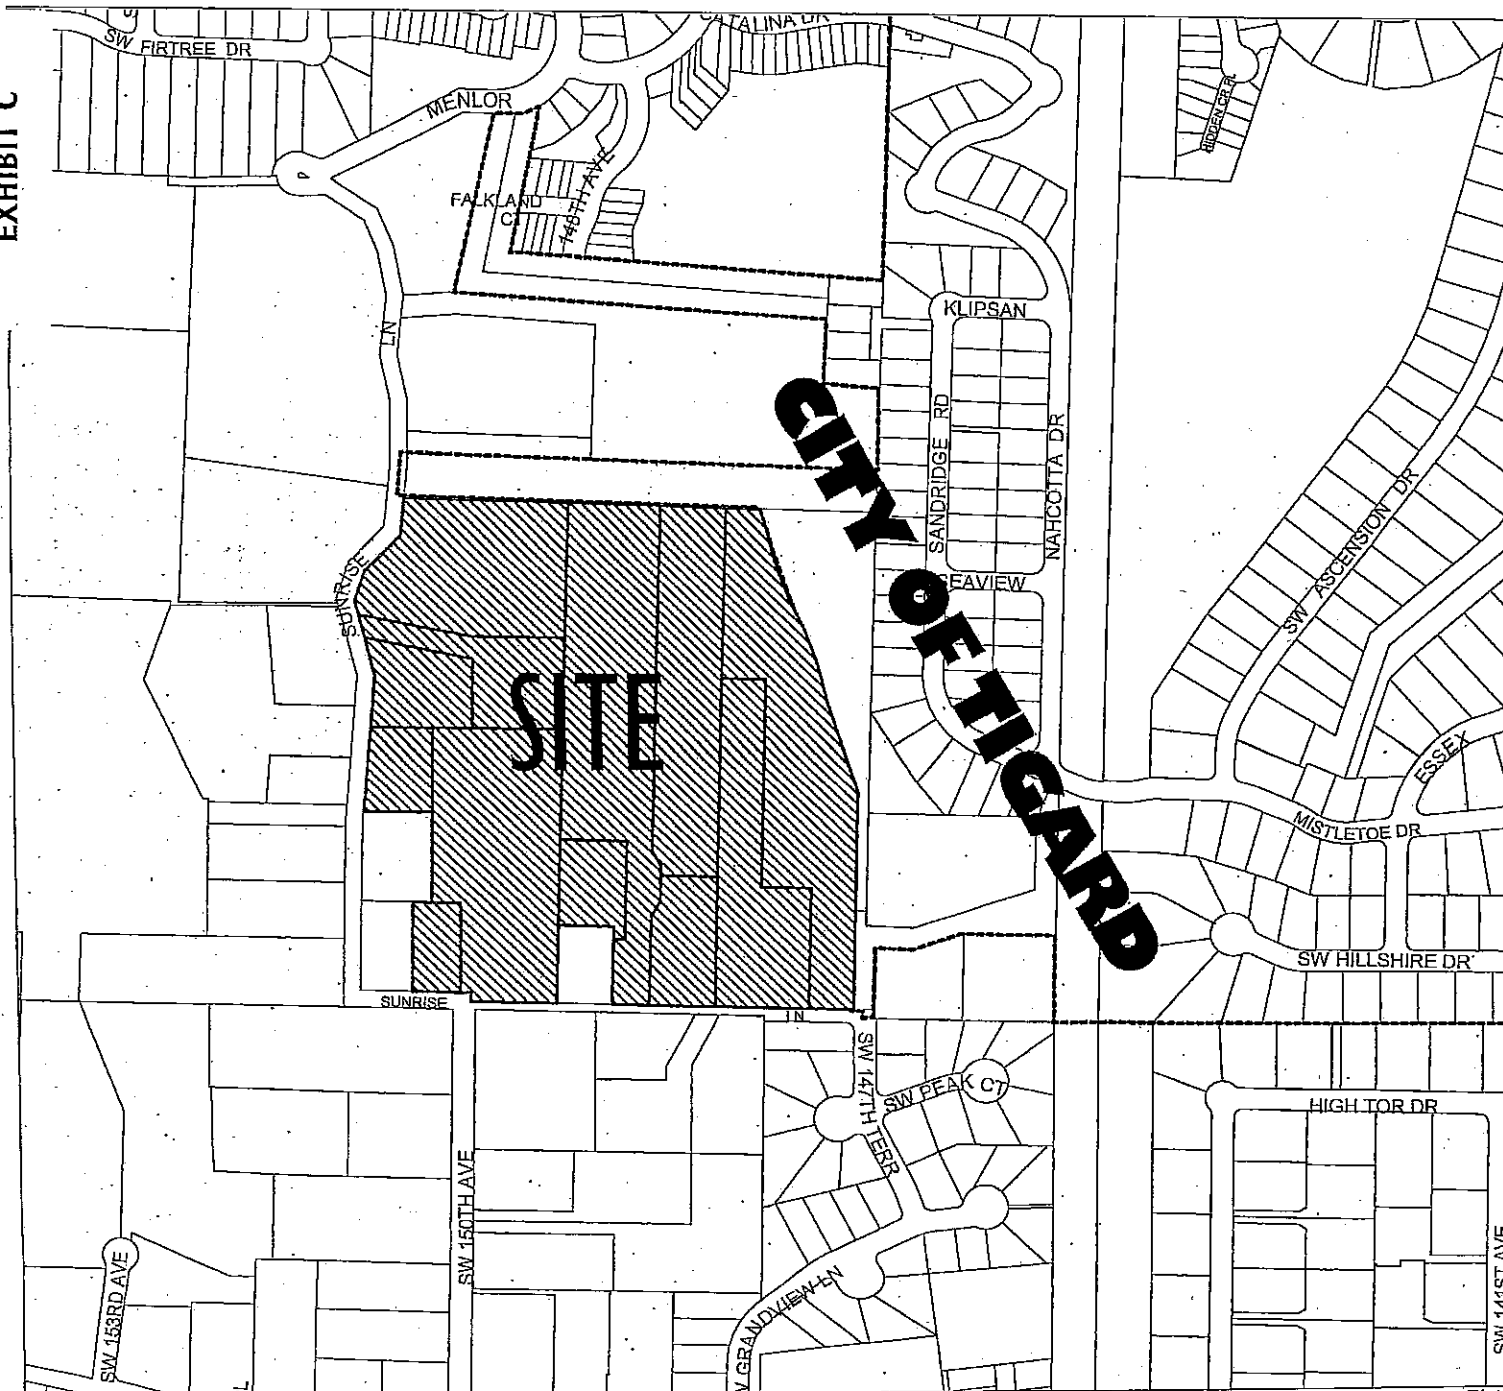 EXHIBIT C
SW FIRTREE DR
CATALINA DR
MENLOR
HIDDEN CR PL
FALKLAND
CT
148TH AVE
LN
KLIPSAN
SANDRIDGE RD
NAHCOTTA DR
CITY OF TIGARD
SW ASCENSION DR
SUNRISE
SEAVIEW
SITE
ESSEX
MISTLETOE DR
SW HILLSHIRE DR
SUNRISE
LN
SW 147TH TERR
SW PEAK CT
HIGH TOR DR
SW 150TH AVE
SW 153RD AVE
GRANDVIEW LN
SW 141ST AVE